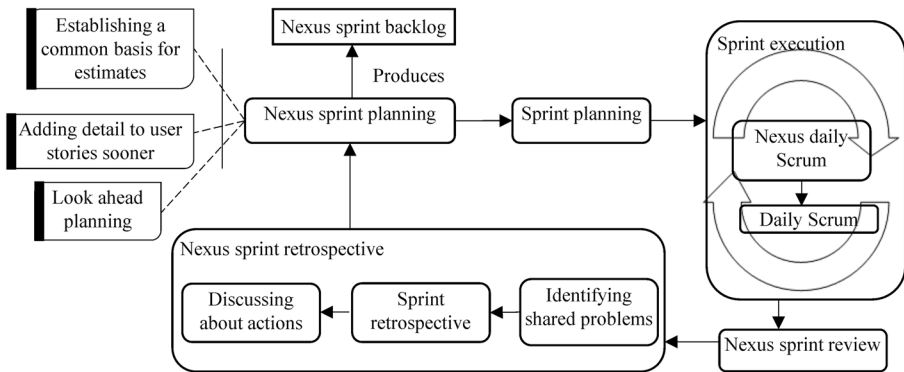 Establishing a
common basis for
estimates
Adding detail to user
stories sooner
Look ahead
planning
Nexus sprint backlog
Produces
Nexus sprint planning
Sprint planning
Sprint execution
Nexus daily
Scrum
Daily Scrum
Nexus sprint review
Nexus sprint retrospective
Identifying
shared problems
Sprint
retrospective
Discussing
about actions